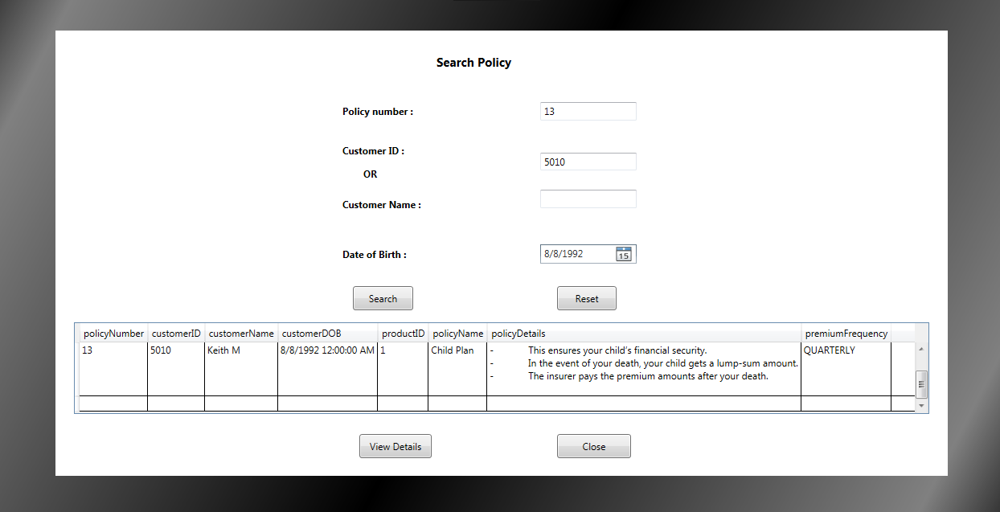 Search Policy
Policy number :
13
Customer ID :
5010
OR
Customer Name :
Date of Birth :
8/8/1992
15
Search
Reset
policyNumber customerID customerName customerDOB productID policyName policyDetails premiumFrequency
13 5010 Keith M 8/8/1992 12:00:00 AM 1 Child Plan - This ensures your child's financial security. QUARTERLY
- In the event of your death, your child gets a lump-sum amount.
- The insurer pays the premium amounts after your death.
View Details
Close